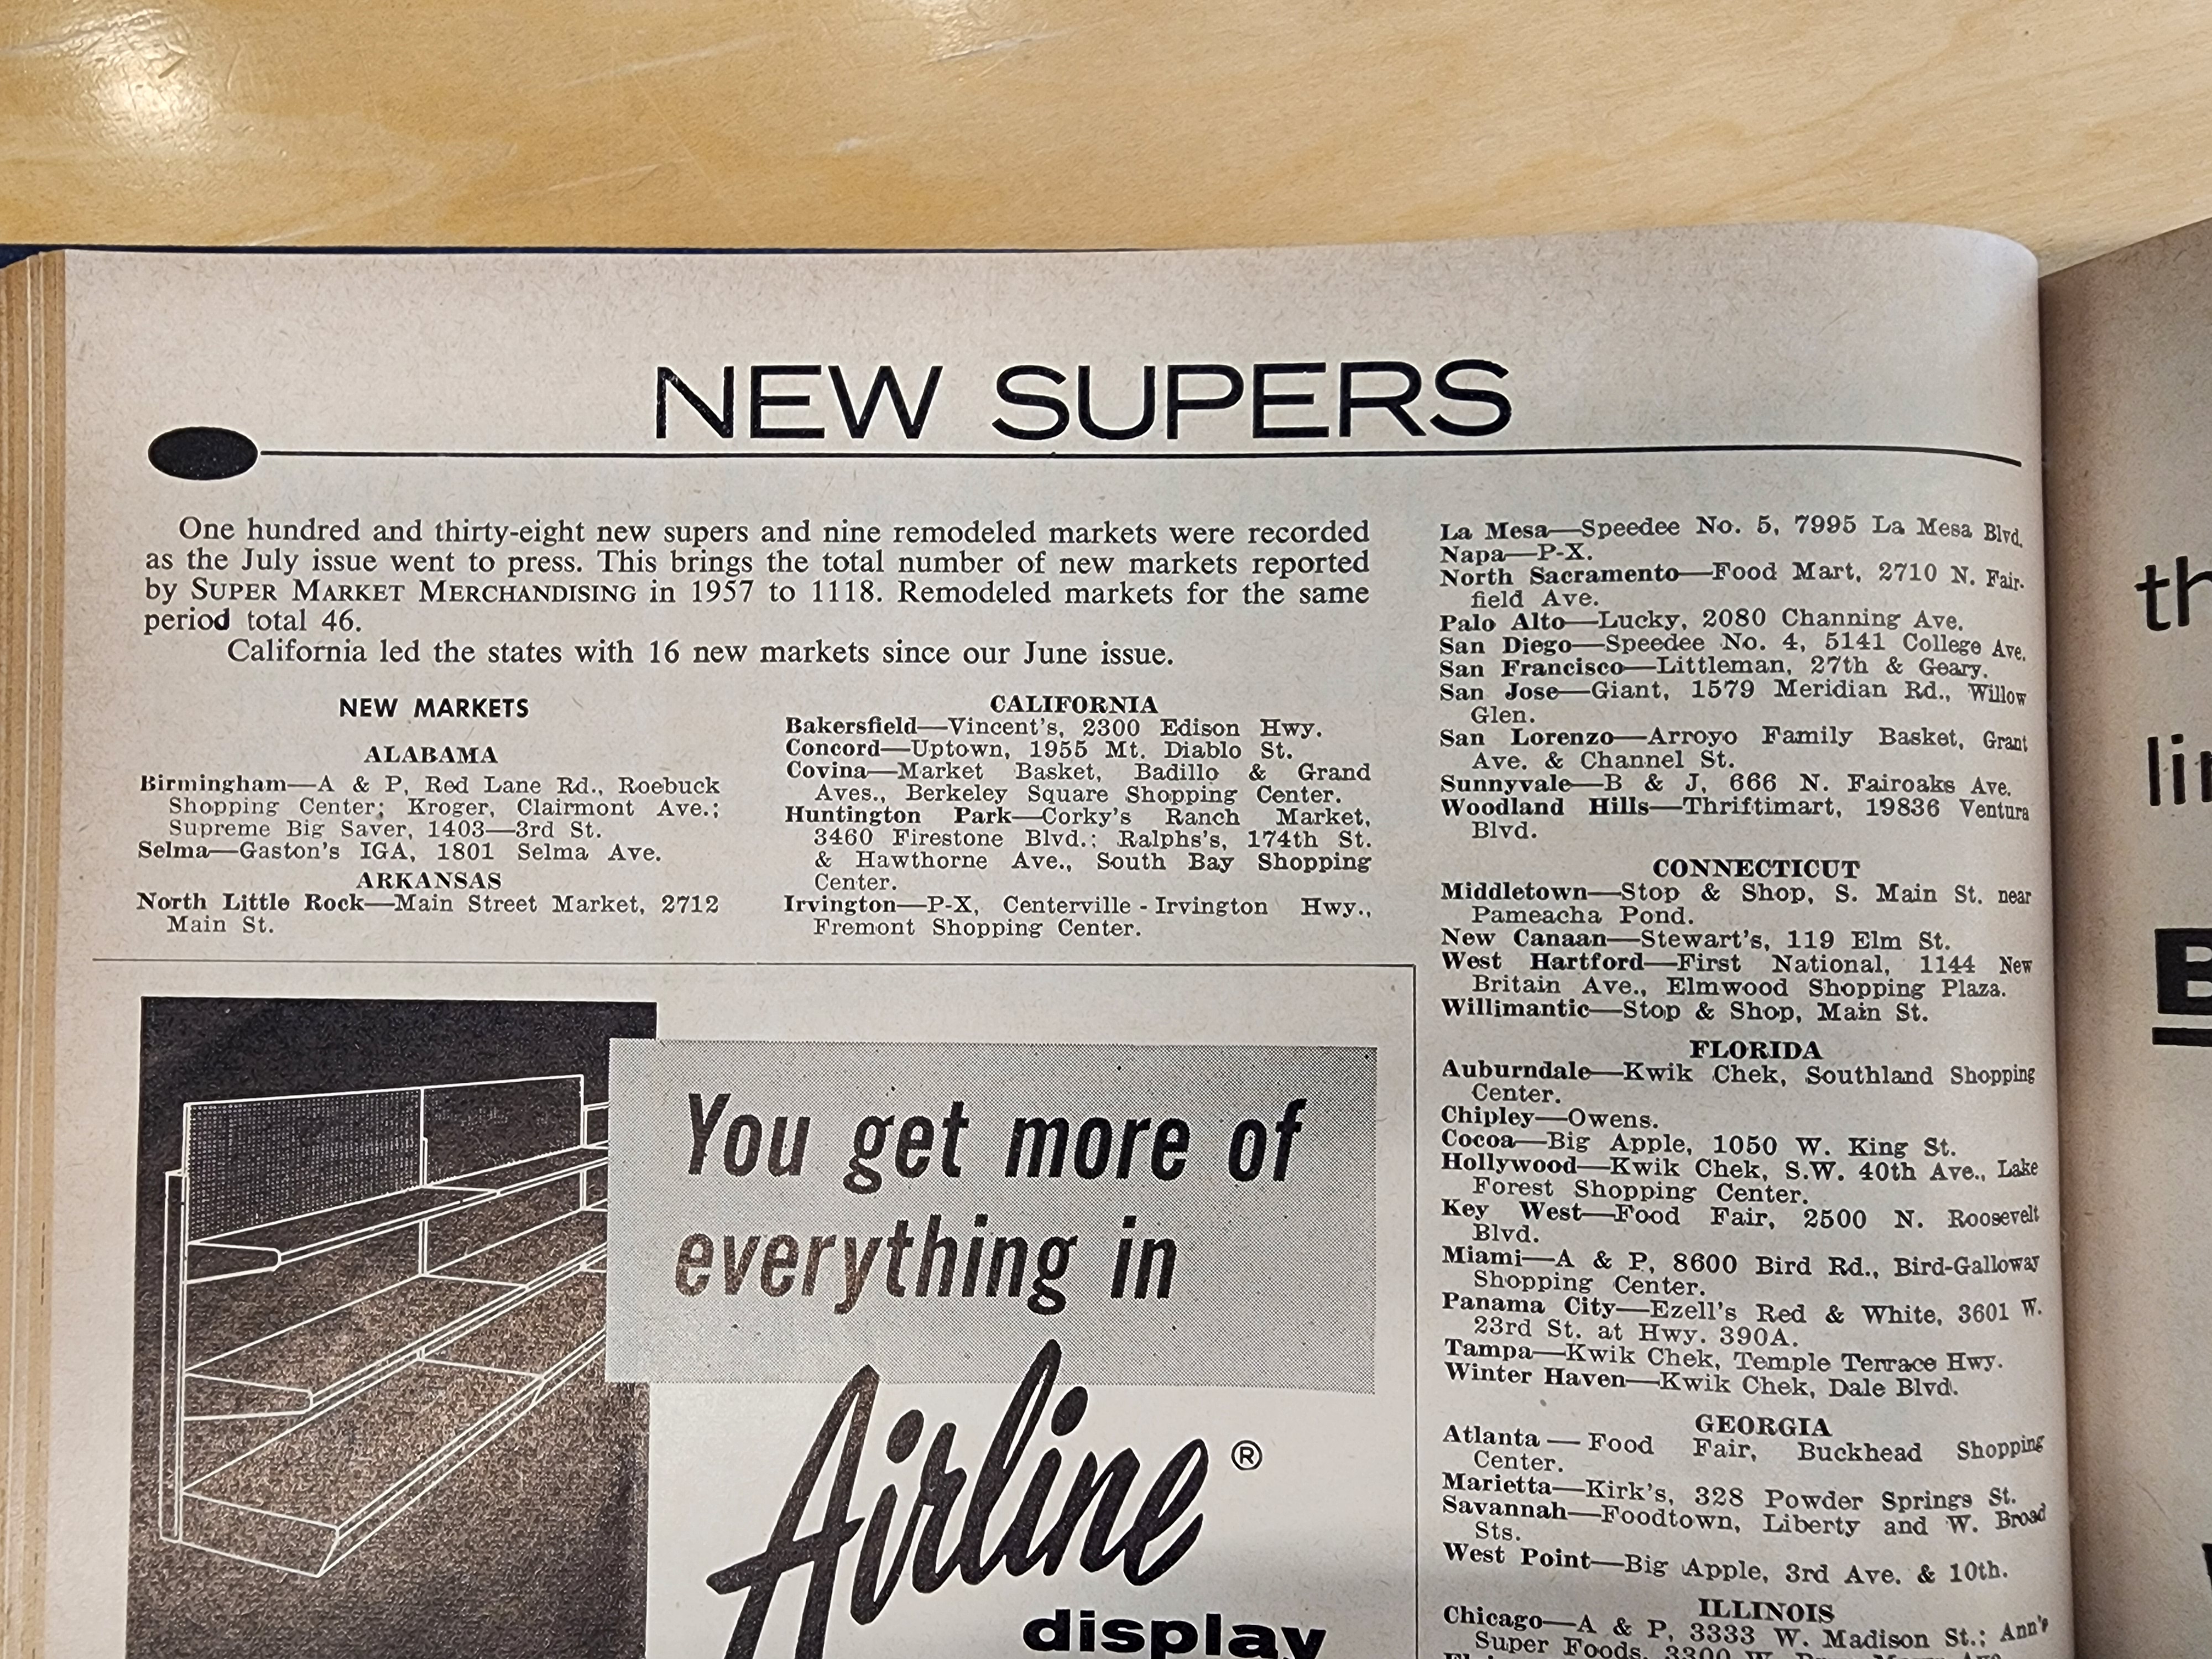 NEW SUPERS
One hundred and thirty-eight new supers and nine remodeled markets were recorded
as the July issue went to press. This brings the total number of new markets reported
by SUPER MARKET MERCHANDISING in 1957 to 1118. Remodeled markets for the same
period total 46.
California led the states with 16 new markets since our June issue.
NEW MARKETS
ALABAMA
Birmingham—A & P, Red Lane Rd., Roebuck
Shopping Center; Kroger, Clairmont Ave.;
Supreme Big Saver, 1403—3rd St.
Selma—Gaston's IGA, 1801 Selma Ave.
ARKANSAS
North Little Rock—Main Street Market, 2712
Main St.
CALIFORNIA
Bakersfield—Vincent's, 2300 Edison Hwy.
Concord—Uptown, 1955 Mt. Diablo St.
Covina—Market Basket, Badillo & Grand
Aves., Berkeley Square Shopping Center.
Huntington Park—Corky's Ranch Market,
3460 Firestone Blvd.; Ralphs's, 174th St.
& Hawthorne Ave., South Bay Shopping
Center.
Irvington—P-X, Centerville - Irvington Hwy.,
Fremont Shopping Center.
La Mesa—Speedee No. 5, 7995 La Mesa Blvd.
Napa—P-X.
North Sacramento—Food Mart, 2710 N. Fair-
field Ave.
Palo Alto—Lucky, 2080 Channing Ave.
San Diego—Speedee No. 4, 5141 College Ave.
San Francisco—Littleman, 27th & Geary.
San Jose—Giant, 1579 Meridian Rd., Willow
Glen.
San Lorenzo—Arroyo Family Basket, Grant
Ave. & Channel St.
Sunnyvale—B & J, 666 N. Fairoaks Ave.
Woodland Hills—Thriftimart, 19836 Ventura
Blvd.
CONNECTICUT
Middletown—Stop & Shop, S. Main St. near
Pameacha Pond.
New Canaan—Stewart's, 119 Elm St.
West Hartford—First National, 1144 New
Britain Ave., Elmwood Shopping Plaza.
Willimantic—Stop & Shop, Main St.
FLORIDA
Auburndale—Kwik Chek, Southland Shopping
Center.
Chipley—Owens.
Cocoa—Big Apple, 1050 W. King St.
Hollywood—Kwik Chek, S.W. 40th Ave., Lake
Forest Shopping Center.
Key West—Food Fair, 2500 N. Roosevelt
Blvd.
Miami—A & P, 8600 Bird Rd., Bird-Galloway
Shopping Center.
Panama City—Ezell's Red & White, 3601 W.
23rd St. at Hwy. 390A.
Tampa—Kwik Chek, Temple Terrace Hwy.
Winter Haven—Kwik Chek, Dale Blvd.
GEORGIA
Atlanta — Food Fair, Buckhead Shopping
Center.
Marietta—Kirk's, 328 Powder Springs St.
Savannah—Foodtown, Liberty and W. Broad
Sts.
West Point—Big Apple, 3rd Ave. & 10th.
ILLINOIS
Chicago—A & P, 3333 W. Madison St.; Ann's
Super Foods, 3300 W.
You get more of
everything in
Airline®
display
th
B